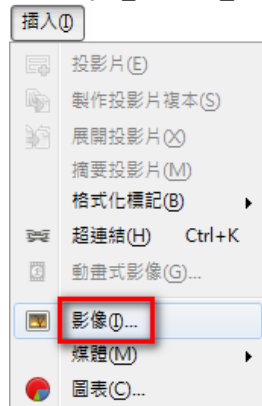 插入(I)
投影片(E)
製作投影片複本(S)
展開投影片(X)
摘要投影片(M)
格式化標記(B)
超連結(H) Ctrl+K
動畫式影像(G)...
影像(I)...
媒體(M)
圖表(C)...